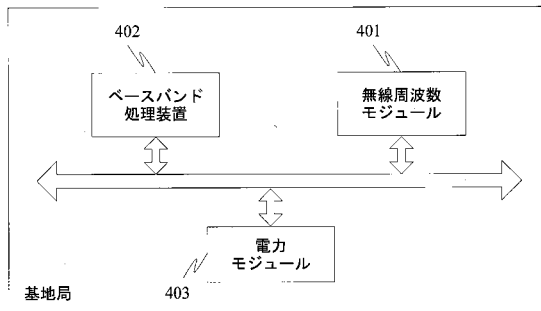 402
401
ベースバンド
処理装置
無線周波数
モジュール
電力
モジュール
403
基地局